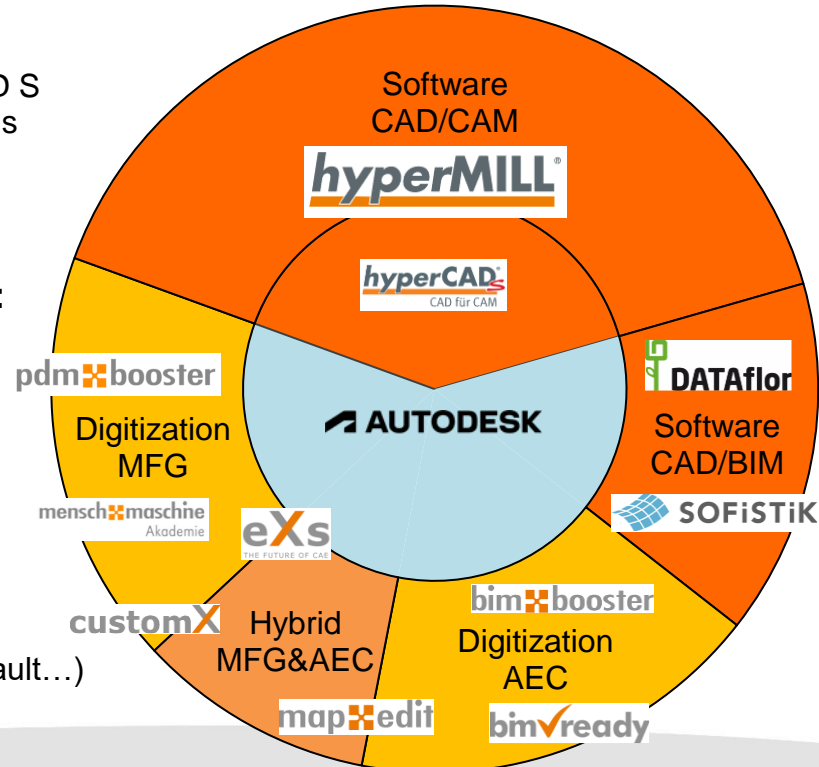 D S
s
:
ault…)
Software
CAD/CAM
hyperMILL®
hyperCAD S
CAD für CAM
pdm booster
Digitization
MFG
mensch maschine
Akademie
AUTODESK
DATAflor
Software
CAD/BIM
SOFiSTiK
eXs
THE FUTURE OF CAE
customX
Hybrid
MFG&AEC
map edit
bim booster
Digitization
AEC
bim ready